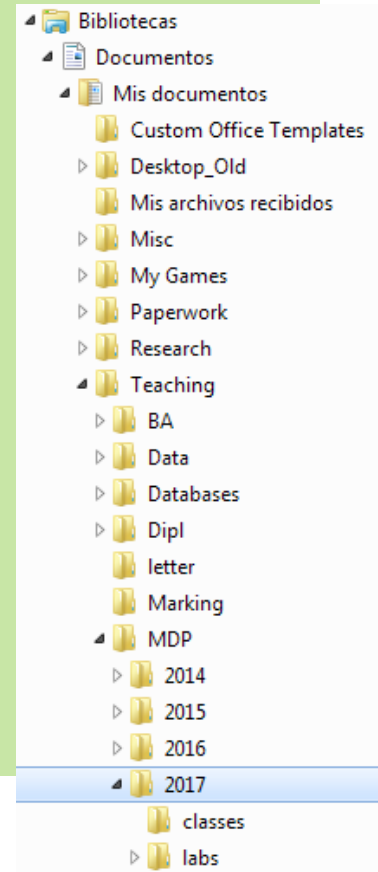 Bibliotecas
Documentos
Mis documentos
Custom Office Templates
Desktop_Old
Mis archivos recibidos
Misc
My Games
Paperwork
Research
Teaching
BA
Data
Databases
Dipl
letter
Marking
MDP
2014
2015
2016
2017
classes
labs